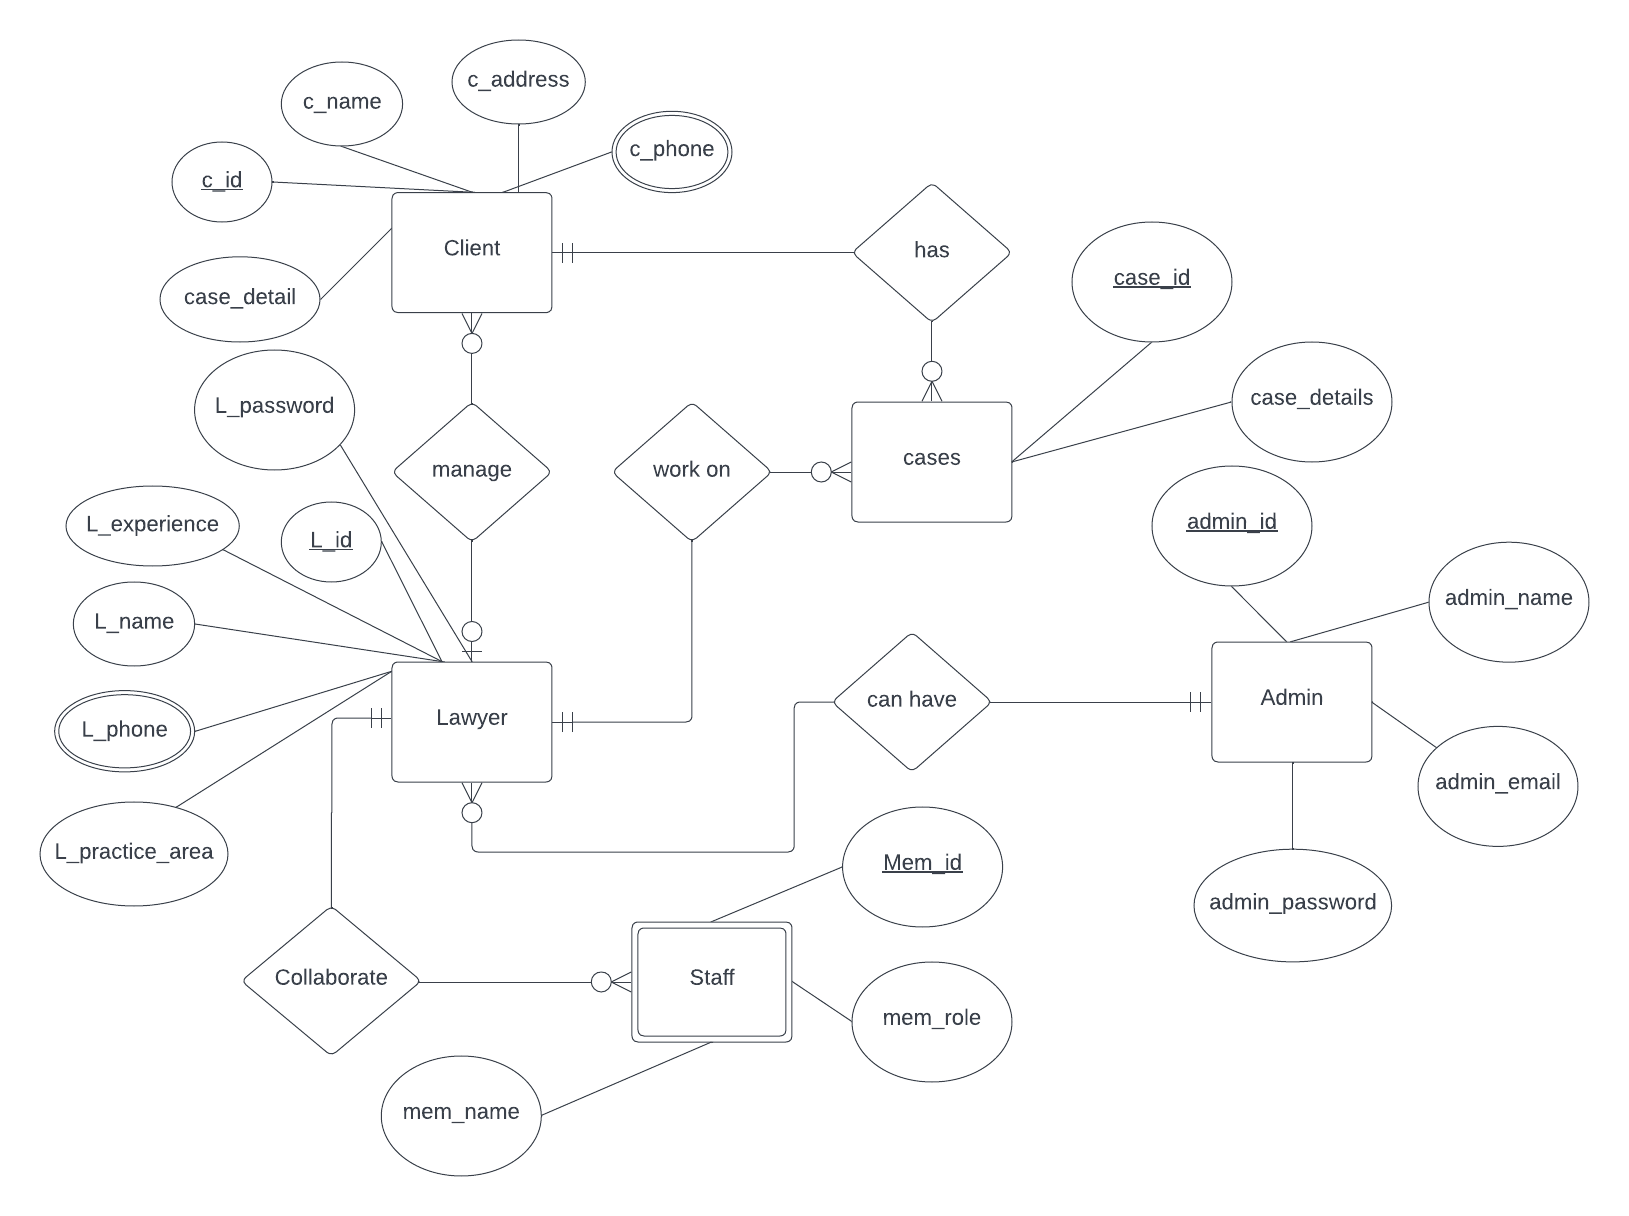 c_address
c_name
c_phone
c_id
Client
has
case_id
case_detail
L_password
case_details
manage
work on
cases
L_experience
L_id
admin_id
L_name
admin_name
Lawyer
can have
Admin
L_phone
admin_email
L_practice_area
Mem_id
admin_password
Collaborate
Staff
mem_role
mem_name